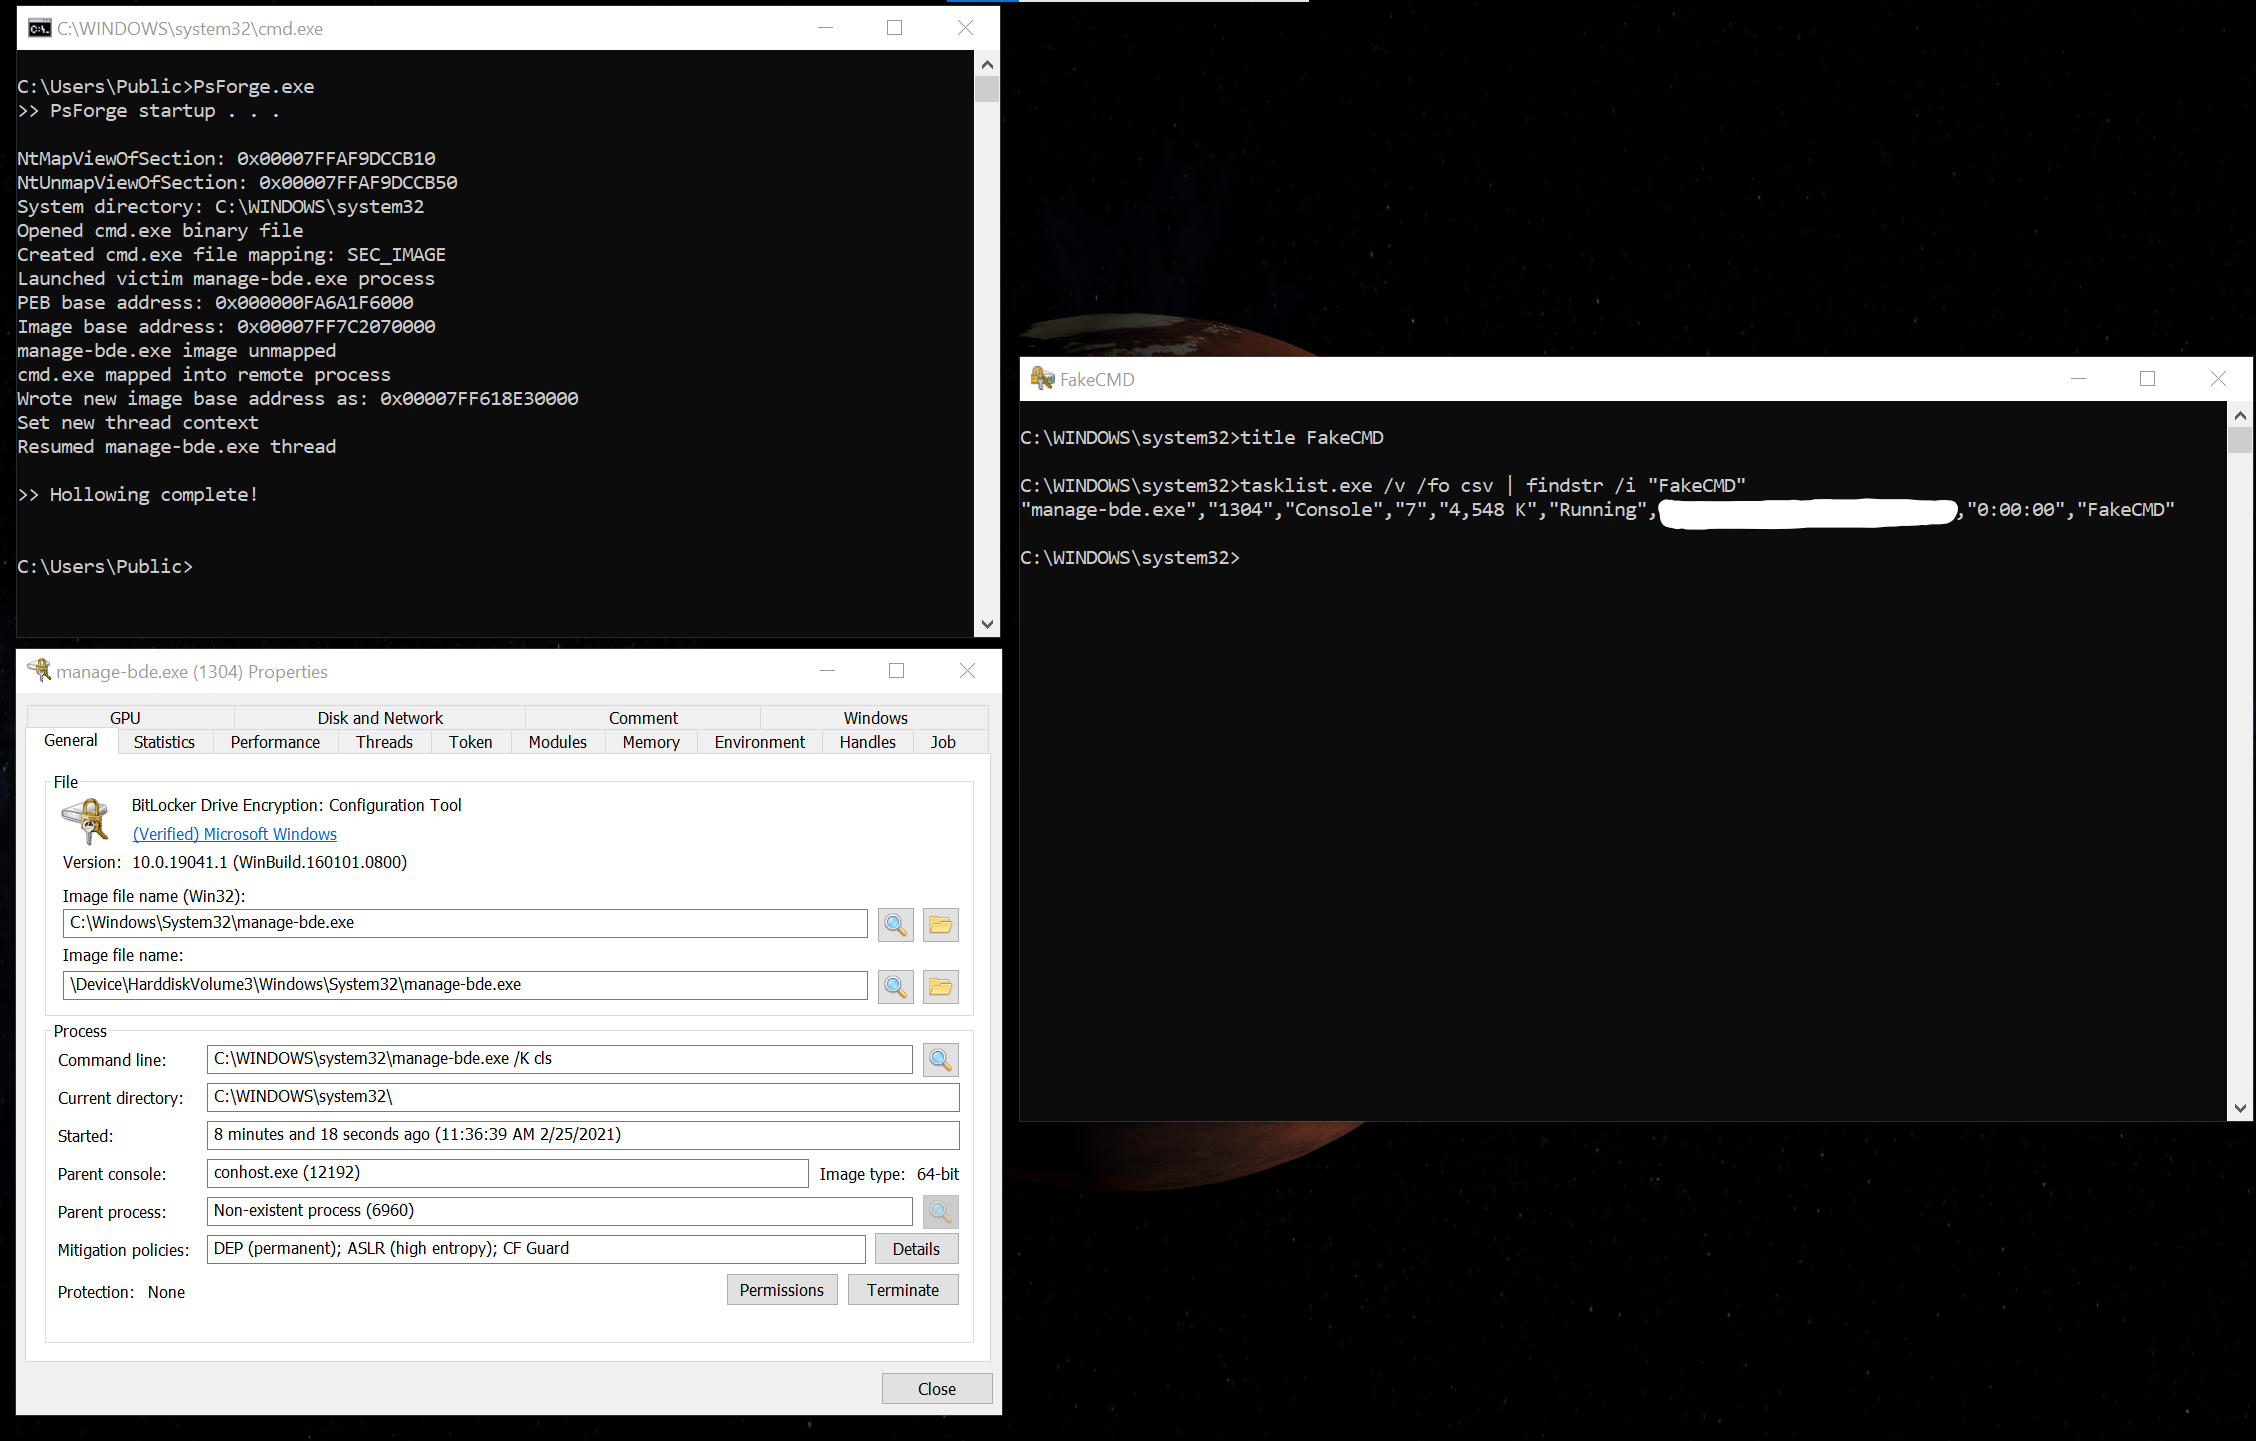 C:\WINDOWS\system32\cmd.exe
C:\Users\Public>PsForge.exe
>> PsForge startup . . .
NtMapViewOfSection: 0x00007FFAF9DCCB10
NtUnmapViewOfSection: 0x00007FFAF9DCCB50
System directory: C:\WINDOWS\system32
Opened cmd.exe binary file
Created cmd.exe file mapping: SEC_IMAGE
Launched victim manage-bde.exe process
PEB base address: 0x000000FA6A1F6000
Image base address: 0x00007FF7C2070000
manage-bde.exe image unmapped
cmd.exe mapped into remote process
Wrote new image base address as: 0x00007FF618E30000
Set new thread context
Resumed manage-bde.exe thread
>> Hollowing complete!
C:\Users\Public>
manage-bde.exe (1304) Properties
GPU Disk and Network Comment Windows
General Statistics Performance Threads Token Modules Memory Environment Handles Job
File
BitLocker Drive Encryption: Configuration Tool
(Verified) Microsoft Windows
Version: 10.0.19041.1 (WinBuild.160101.0800)
Image file name (Win32):
C:\Windows\System32\manage-bde.exe
Image file name:
\Device\HarddiskVolume3\Windows\System32\manage-bde.exe
Process
Command line: C:\WINDOWS\system32\manage-bde.exe /K cls
Current directory: C:\WINDOWS\system32\
Started: 8 minutes and 18 seconds ago (11:36:39 AM 2/25/2021)
Parent console: conhost.exe (12192) Image type: 64-bit
Parent process: Non-existent process (6960)
Mitigation policies: DEP (permanent); ASLR (high entropy); CF Guard Details
Protection: None Permissions Terminate
Close
FakeCMD
C:\WINDOWS\system32>title FakeCMD
C:\WINDOWS\system32>tasklist.exe /v /fo csv | findstr /i "FakeCMD"
"manage-bde.exe","1304","Console","7","4,548 K","Running", ,"0:00:00","FakeCMD"
C:\WINDOWS\system32>